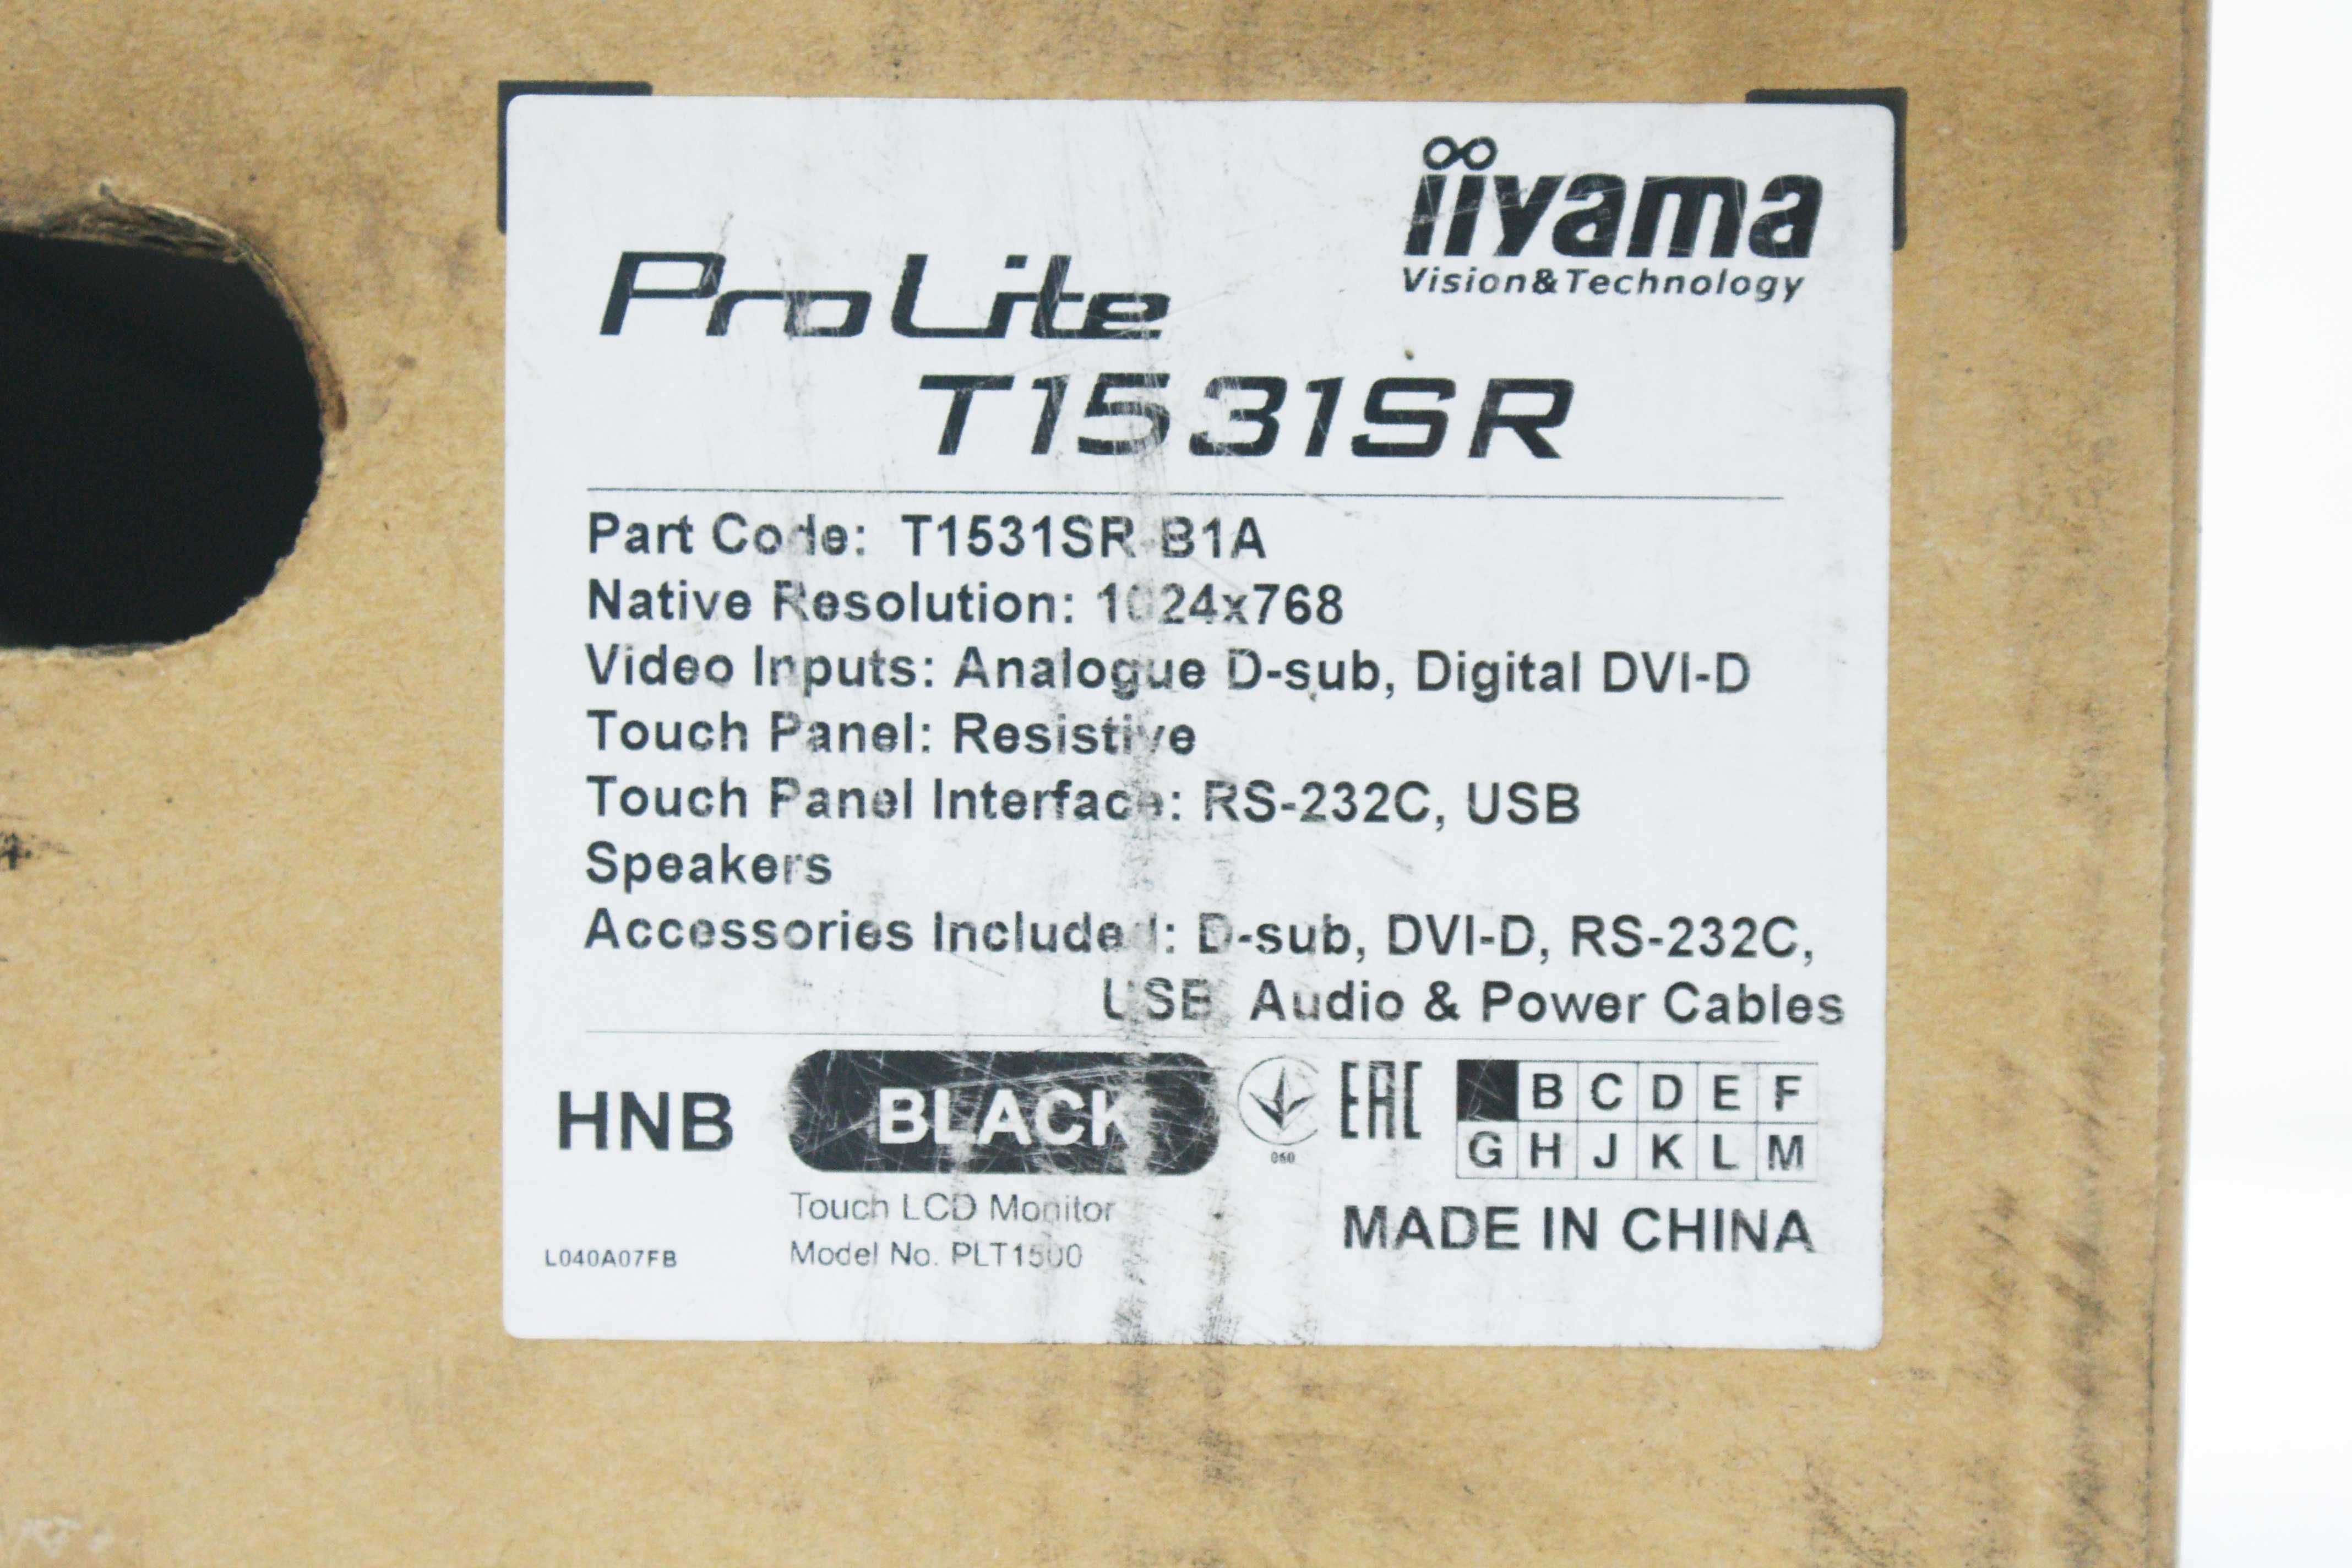 iiyama
Vision&Technology
ProLite
T1531SR
Part Code: T1531SR-B1A
Native Resolution: 1024x768
Video Inputs: Analogue D-sub, Digital DVI-D
Touch Panel: Resistive
Touch Panel Interface: RS-232C, USB
Speakers
Accessories Included: D-sub, DVI-D, RS-232C,
USB, Audio & Power Cables
HNB
BLACK
060
EAC
B C D E F
G H J K L M
Touch LCD Monitor
MADE IN CHINA
L040A07FB
Model No. PLT1500